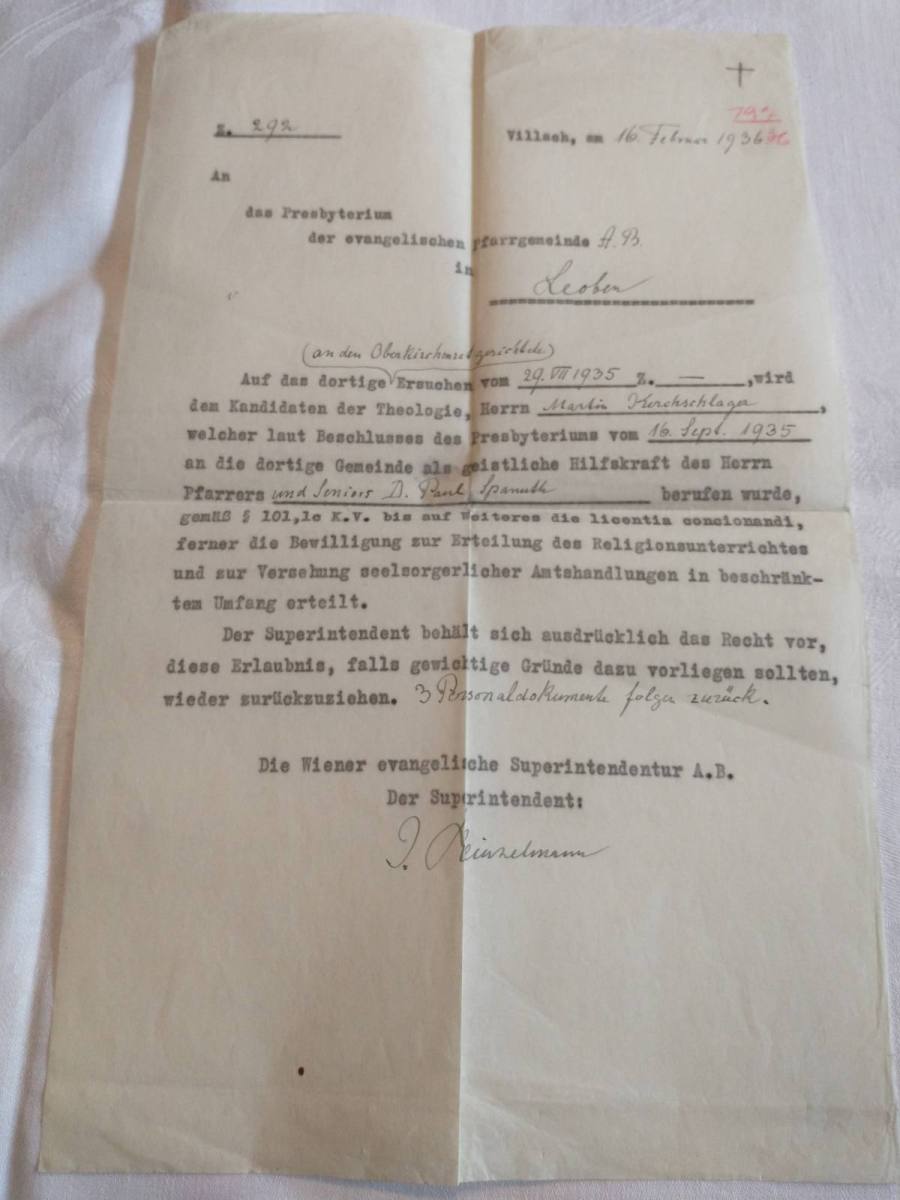 Z. 292
Villach, am 16. Februar 1936
An
das Presbyterium
der evangelischen Pfarrgemeinde A.B.
in
Leoben
(an den Oberkirchenrat gerichtete)
Auf das dortige Ersuchen vom 29. VII 1935 Z. — ,wird
dem Kandidaten der Theologie, Herrn Martin Kirchschlager,
welcher laut Beschlusses des Presbyteriums vom 16. Sept. 1935
an die dortige Gemeinde als geistliche Hilfskraft des Herrn
Pfarrers und Seniors D. Paul Spanuth berufen wurde,
gemäß § 101,1c K.V. bis auf Weiteres die licentia concionandi,
ferner die Bewilligung zur Erteilung des Religionsunterrichtes
und zur Versehung seelsorgerlicher Amtshandlungen in beschränk-
tem Umfang erteilt.
Der Superintendent behält sich ausdrücklich das Recht vor,
diese Erlaubnis, falls gewichtige Gründe dazu vorliegen sollten,
wieder zurückzuziehen. 3 Personaldokumente folgen zurück.
Die Wiener evangelische Superintendentur A.B.
Der Superintendent:
J. Heinzelmann